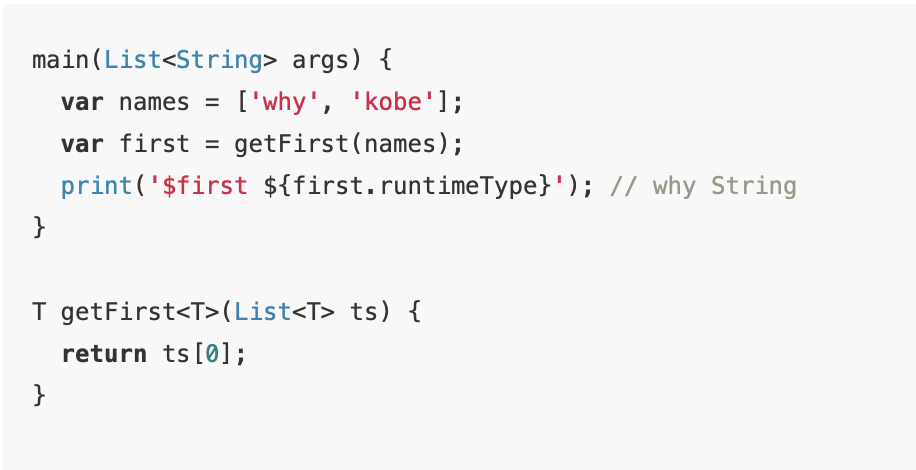 main(List<String> args) {
  var names = ['why', 'kobe'];
  var first = getFirst(names);
  print('$first ${first.runtimeType}'); // why String
}

T getFirst<T>(List<T> ts) {
  return ts[0];
}